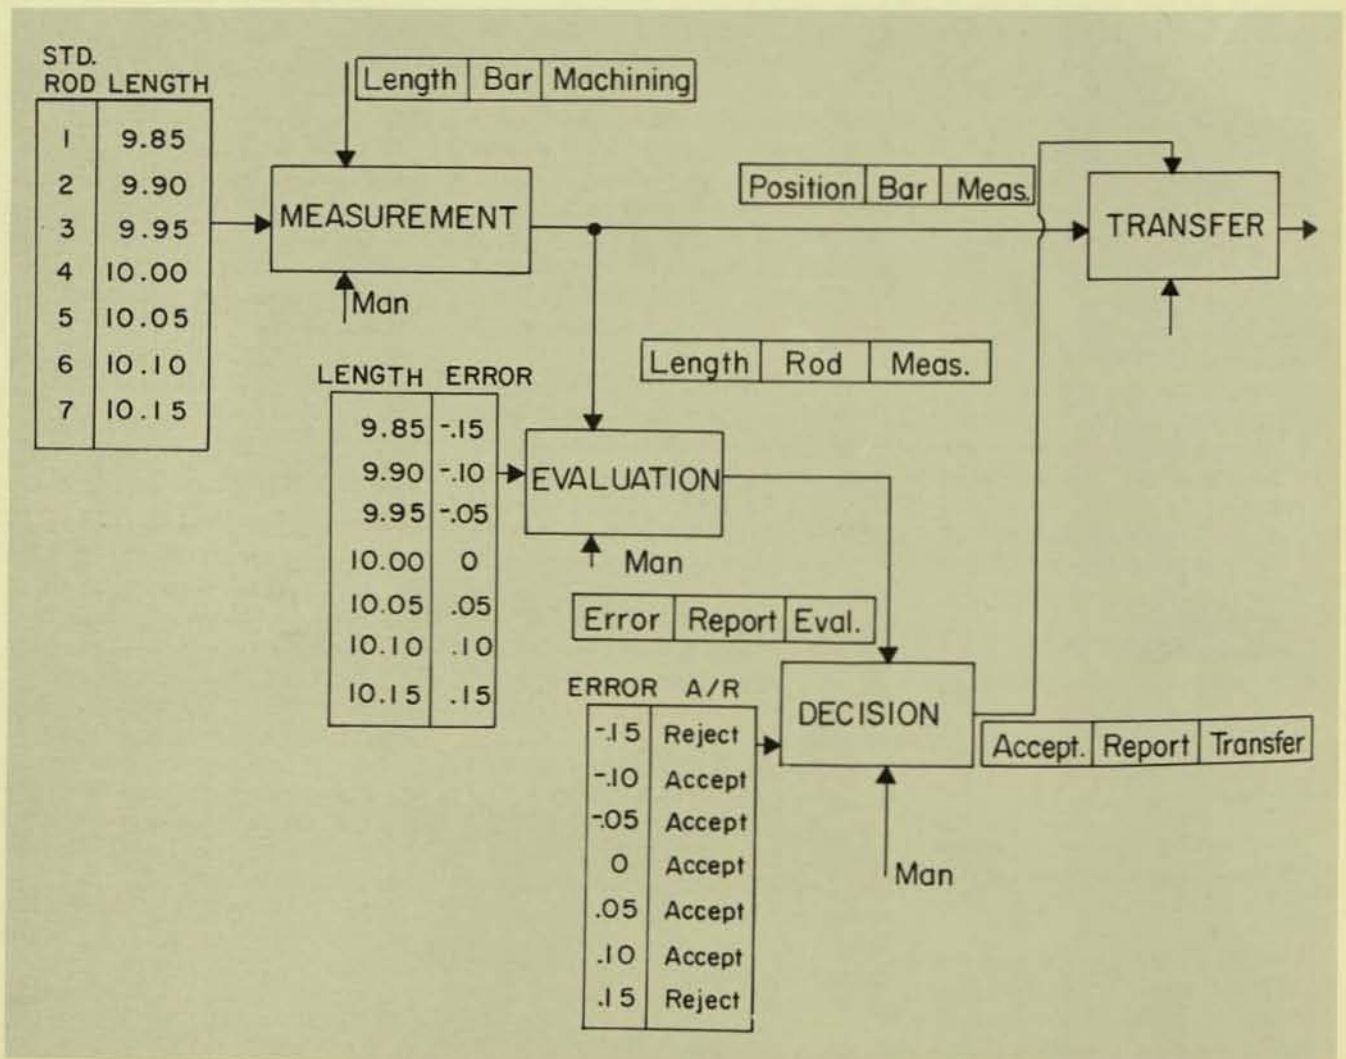 STD.
ROD LENGTH
1 9.85
2 9.90
3 9.95
4 10.00
5 10.05
6 10.10
7 10.15
Length Bar Machining
MEASUREMENT
Man
Position Bar Meas.
TRANSFER
Length Rod Meas.
LENGTH ERROR
9.85 -.15
9.90 -.10
9.95 -.05
10.00 0
10.05 .05
10.10 .10
10.15 .15
EVALUATION
Man
Error Report Eval.
ERROR A/R
-.15 Reject
-.10 Accept
-.05 Accept
0 Accept
.05 Accept
.10 Accept
.15 Reject
DECISION
Accept. Report Transfer
Man